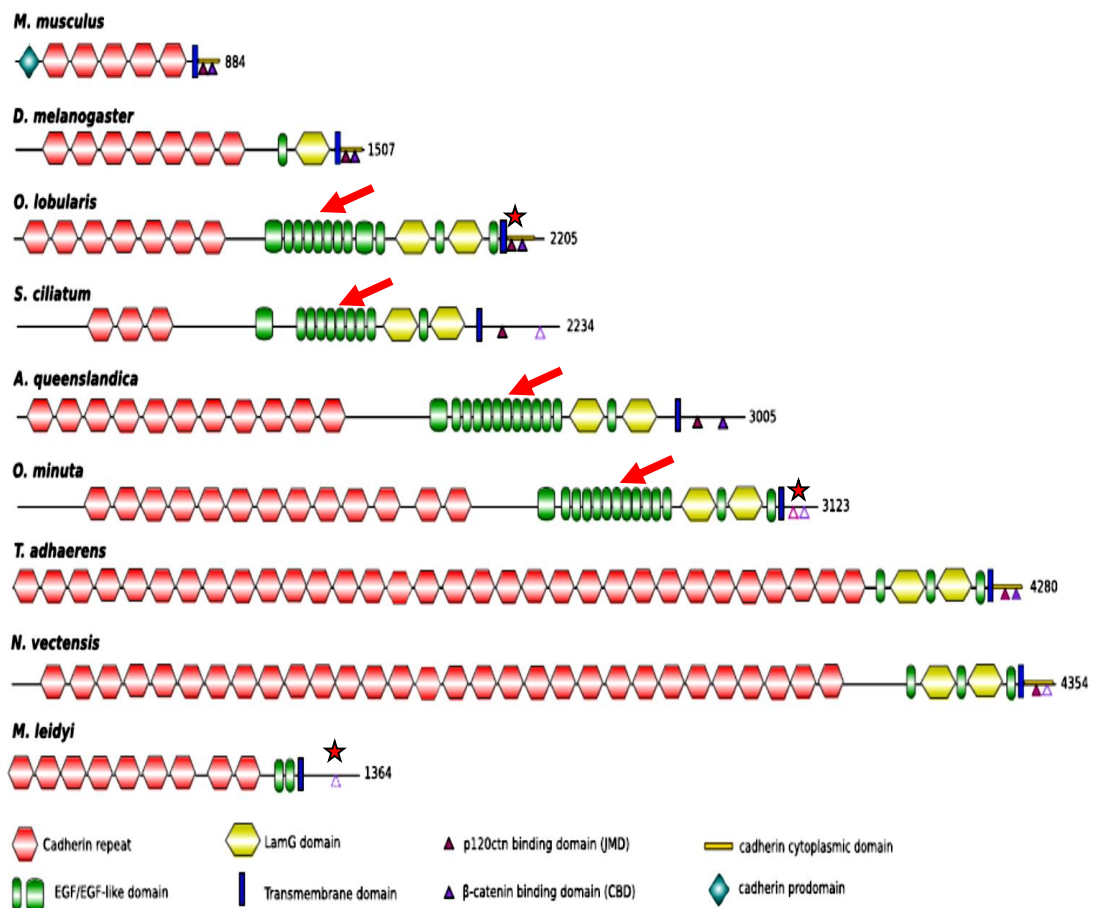 M. musculus
884
D. melanogaster
1507
O. lobularis
2205
S. ciliatum
2234
A. queenslandica
3005
O. minuta
3123
T. adhaerens
4280
N. vectensis
4354
M. leidyi
1364
Cadherin repeat
LamG domain
p120ctn binding domain (JMD)
cadherin cytoplasmic domain
EGF/EGF-like domain
Transmembrane domain
β-catenin binding domain (CBD)
cadherin prodomain